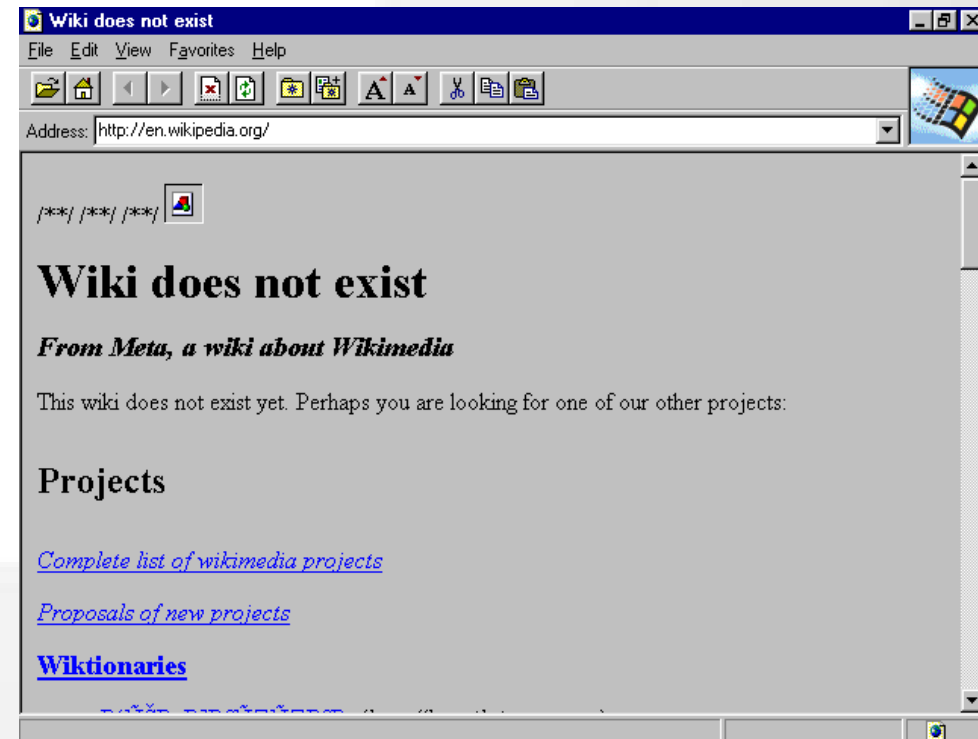 Wiki does not exist
File Edit View Favorites Help
Address: http://en.wikipedia.org/
/**/ /**/ /**/
Wiki does not exist
From Meta, a wiki about Wikimedia
This wiki does not exist yet. Perhaps you are looking for one of our other projects:
Projects
Complete list of wikimedia projects
Proposals of new projects
Wiktionaries